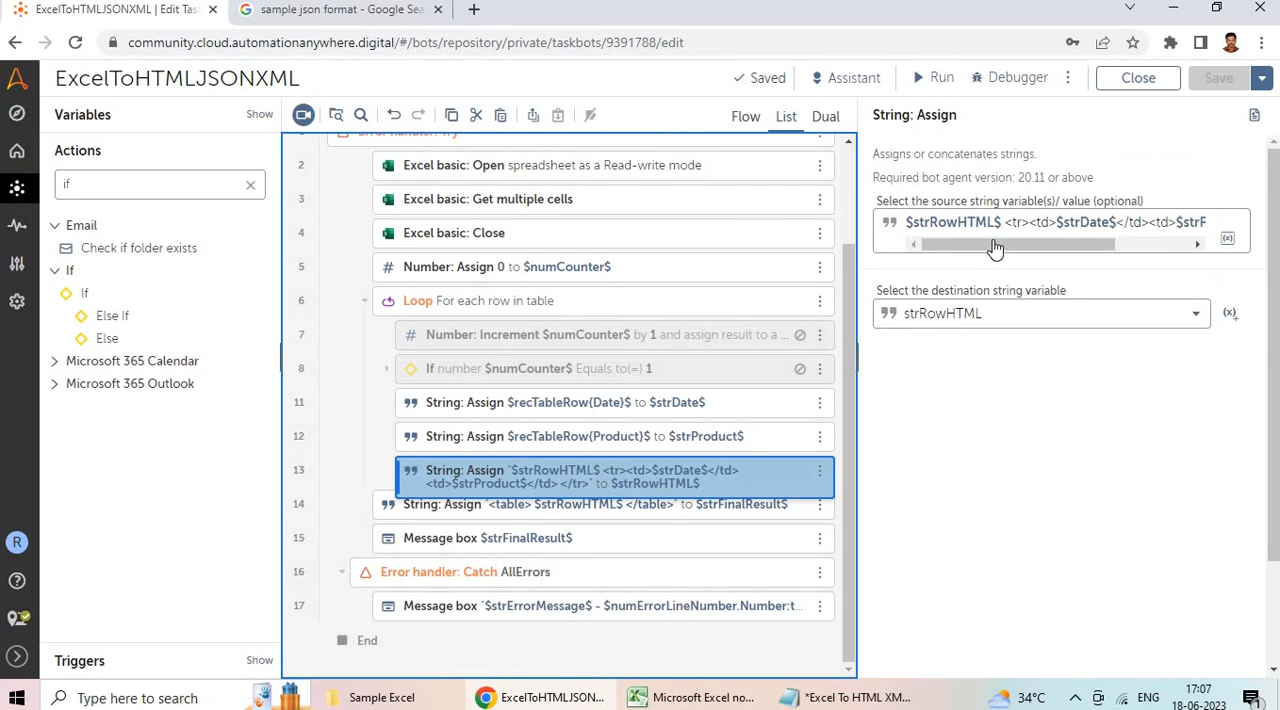 ExcelToHTMLJSONXML | Edit Tas
sample json format - Google Sea
community.cloud.automationanywhere.digital/#/bots/repository/private/taskbots/9391788/edit
ExcelToHTMLJSONXML
Saved
Assistant
Run
Debugger
Close
Save
Variables
Show
Flow
List
Dual
String: Assign
Actions
if
Email
Check if folder exists
If
If
Else If
Else
Microsoft 365 Calendar
Microsoft 365 Outlook
Triggers
Show
Error handler: Try
2 Excel basic: Open spreadsheet as a Read-write mode
3 Excel basic: Get multiple cells
4 Excel basic: Close
5 # Number: Assign 0 to $numCounter$
6 Loop For each row in table
7 # Number: Increment $numCounter$ by 1 and assign result to a ...
8 If number $numCounter$ Equals to(=) 1
11 String: Assign $recTableRow{Date}$ to $strDate$
12 String: Assign $recTableRow{Product}$ to $strProduct$
13 String: Assign "$strRowHTML$ <tr><td>$strDate$</td>
<td>$strProduct$</td> </tr>" to $strRowHTML$
14 String: Assign "<table> $strRowHTML$ </table>" to $strFinalResult$
15 Message box $strFinalResult$
16 Error handler: Catch AllErrors
17 Message box "$strErrorMessage$ - $numErrorLineNumber.Number:t...
End
Assigns or concatenates strings.
Required bot agent version: 20.11 or above
Select the source string variable(s)/ value (optional)
$strRowHTML$ <tr><td>$strDate$</td><td>$strF
(x)
Select the destination string variable
strRowHTML
(x)+
R
Type here to search
Sample Excel
ExcelToHTMLJSON...
Microsoft Excel no...
*Excel To HTML XM...
34°C
ENG
17:07
18-06-2023
1